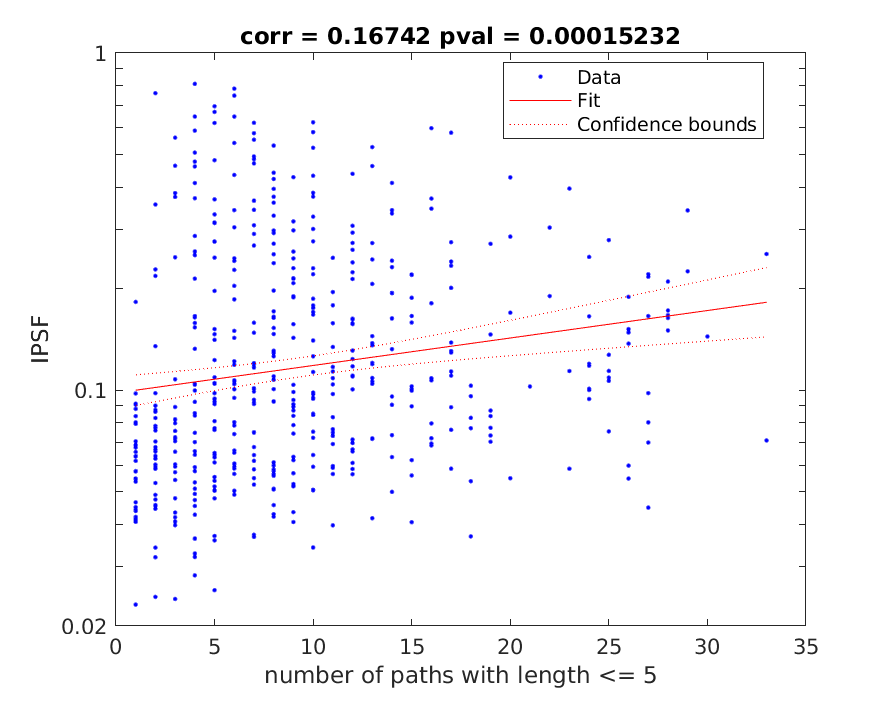 corr = 0.16742 pval = 0.00015232
1
Data
Fit
Confidence bounds
IPSF
0.1
0.02
0 5 10 15 20 25 30 35
number of paths with length <= 5